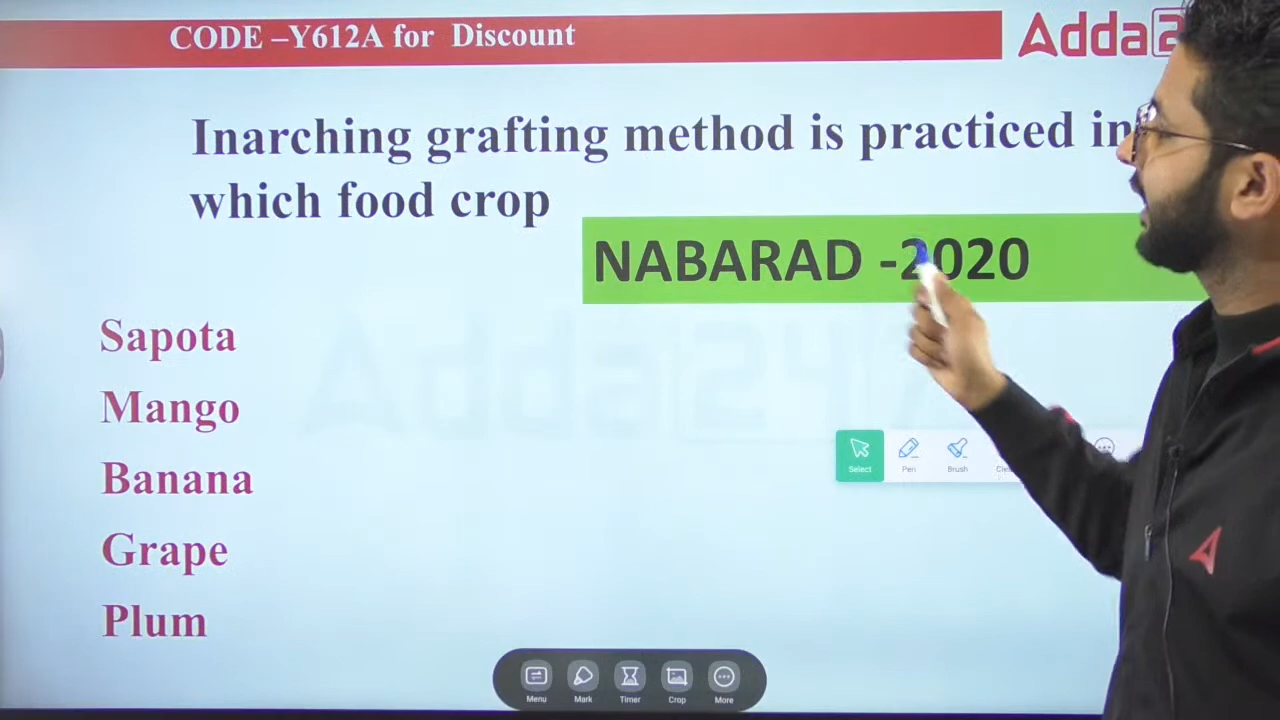 CODE –Y612A for Discount
Adda2
Inarching grafting method is practiced in
which food crop
NABARAD -2020
Sapota
Mango
Banana
Grape
Plum
Select
Pen
Brush
Menu
Mark
Timer
Crop
More